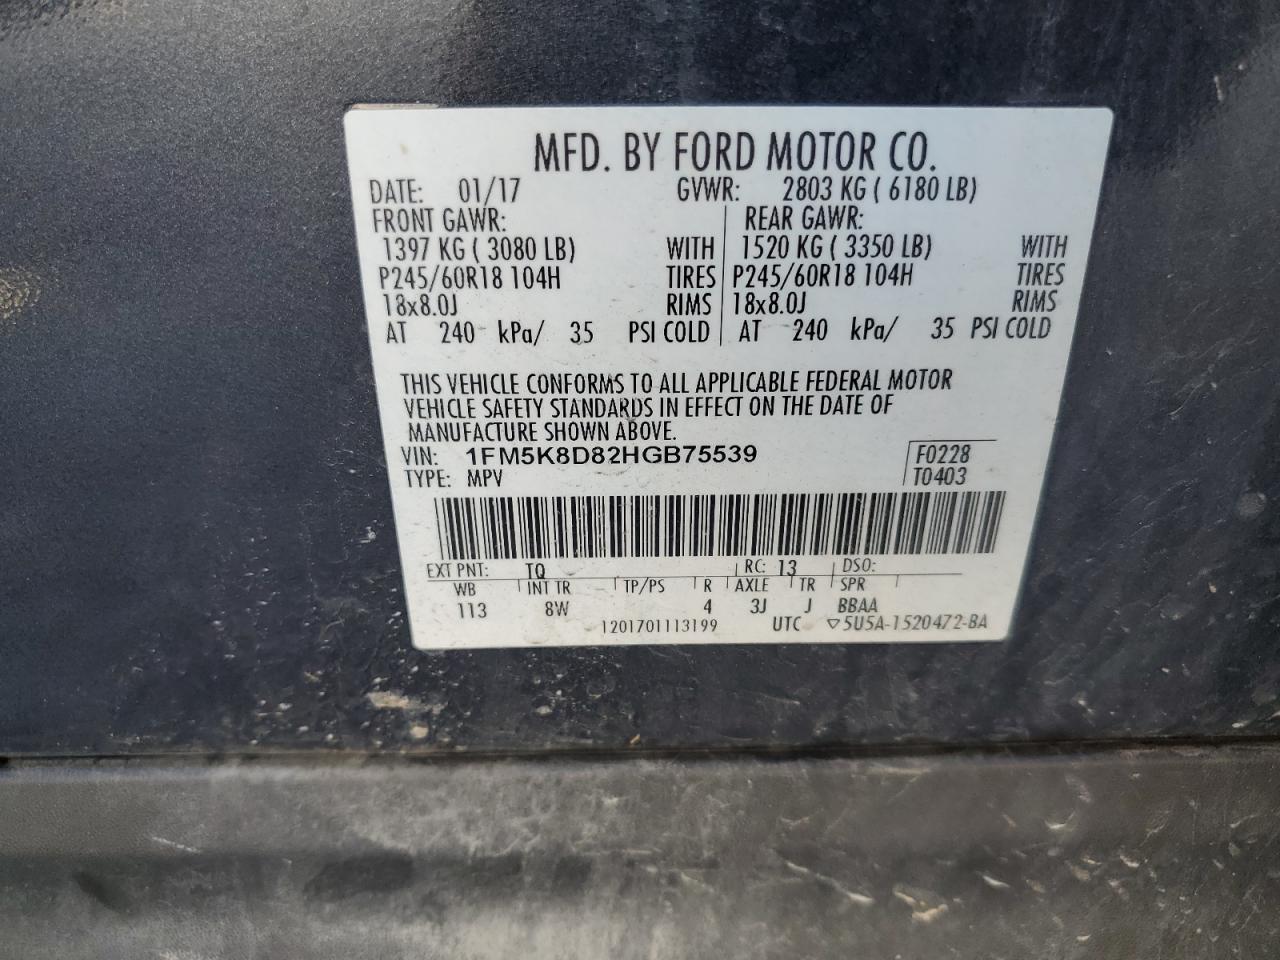 MFD. BY FORD MOTOR CO.
DATE: 01/17 GVWR: 2803 KG ( 6180 LB)
FRONT GAWR: REAR GAWR:
1397 KG ( 3080 LB) WITH 1520 KG ( 3350 LB) WITH
P245/60R18 104H TIRES P245/60R18 104H TIRES
18x8.0J RIMS 18x8.0J RIMS
AT 240 kPa/ 35 PSI COLD AT 240 kPa/ 35 PSI COLD
THIS VEHICLE CONFORMS TO ALL APPLICABLE FEDERAL MOTOR
VEHICLE SAFETY STANDARDS IN EFFECT ON THE DATE OF
MANUFACTURE SHOWN ABOVE.
VIN: 1FM5K8D82HGB75539 F0228
TYPE: MPV T0403
EXT PNT: TQ RC: 13 DSO:
WB INT TR TP/PS R AXLE TR SPR
113 8W 4 3J J BBAA
1201701113199 UTC ▽5U5A-1520472-BA